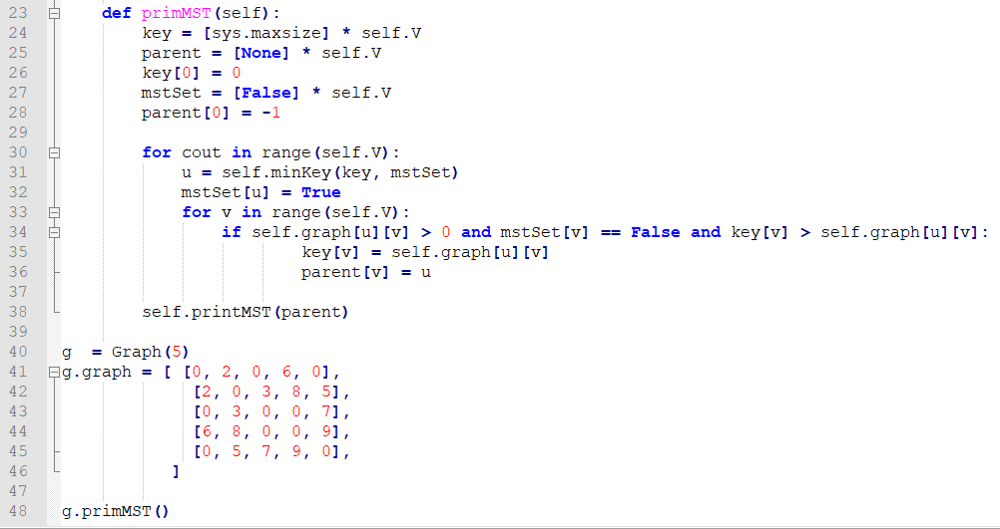 23 def primMST(self):
24 key = [sys.maxsize] * self.V
25 parent = [None] * self.V
26 key[0] = 0
27 mstSet = [False] * self.V
28 parent[0] = -1
29
30 for cout in range(self.V):
31 u = self.minKey(key, mstSet)
32 mstSet[u] = True
33 for v in range(self.V):
34 if self.graph[u][v] > 0 and mstSet[v] == False and key[v] > self.graph[u][v]:
35 key[v] = self.graph[u][v]
36 parent[v] = u
37
38 self.printMST(parent)
39
40 g  = Graph(5)
41 g.graph = [ [0, 2, 0, 6, 0],
42 [2, 0, 3, 8, 5],
43 [0, 3, 0, 0, 7],
44 [6, 8, 0, 0, 9],
45 [0, 5, 7, 9, 0],
46 ]
47
48 g.primMST()